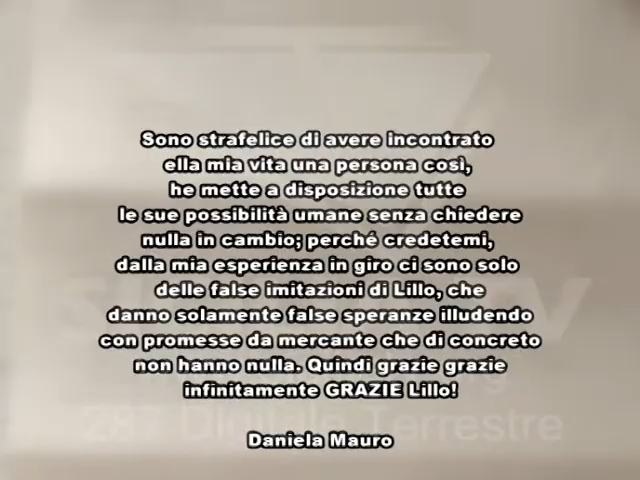 Sono strafelice di avere incontrato
ella mia vita una persona così,
he mette a disposizione tutte
le sue possibilità umane senza chiedere
nulla in cambio; perché credetemi,
dalla mia esperienza in giro ci sono solo
delle false imitazioni di Lillo, che
danno solamente false speranze illudendo
con promesse da mercante che di concreto
non hanno nulla. Quindi grazie grazie
infinitamente GRAZIE Lillo!
287 Digitale Terrestre
Daniela Mauro